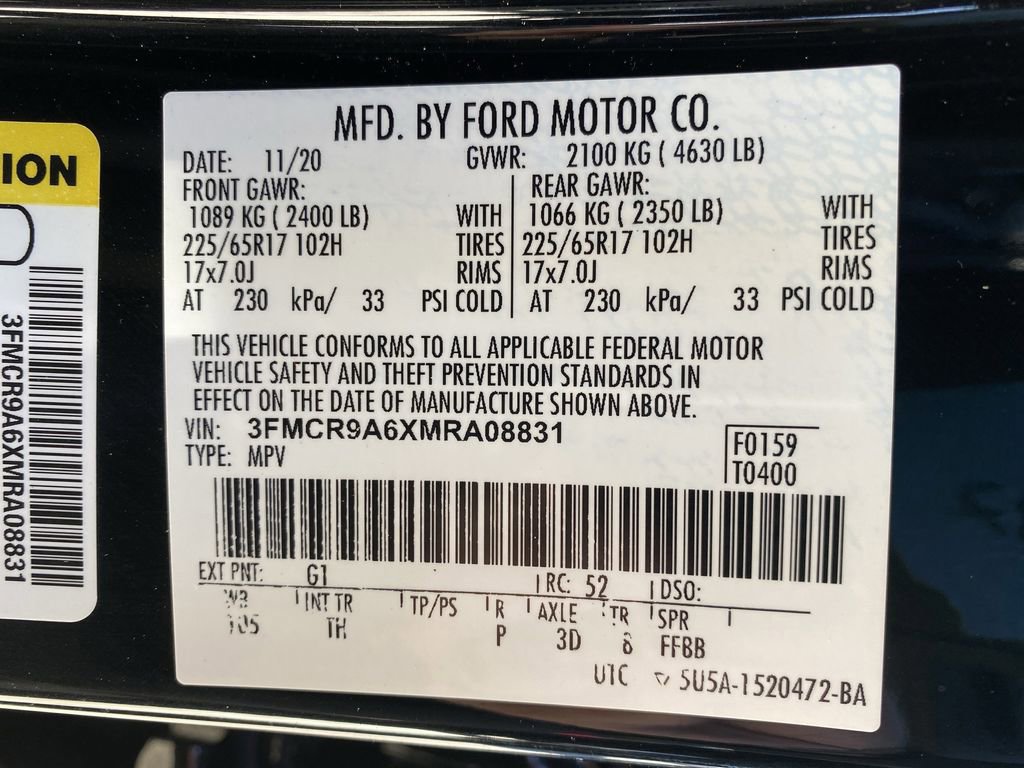 ION
3FMCR9A6XMRA08831
MFD. BY FORD MOTOR CO.
DATE: 11/20 GVWR: 2100 KG ( 4630 LB)
FRONT GAWR: REAR GAWR:
1089 KG ( 2400 LB) WITH 1066 KG ( 2350 LB) WITH
225/65R17 102H TIRES 225/65R17 102H TIRES
17x7.0J RIMS 17x7.0J RIMS
AT 230 kPa/ 33 PSI COLD AT 230 kPa/ 33 PSI COLD
THIS VEHICLE CONFORMS TO ALL APPLICABLE FEDERAL MOTOR
VEHICLE SAFETY AND THEFT PREVENTION STANDARDS IN
EFFECT ON THE DATE OF MANUFACTURE SHOWN ABOVE.
VIN: 3FMCR9A6XMRA08831
TYPE: MPV
F0159
T0400
EXT PNT: G1 RC: 52 DSO:
WB INT TR TP/PS R AXLE TR SPR
105 TH P 3D 8 FFBB
UTC 5U5A-1520472-BA